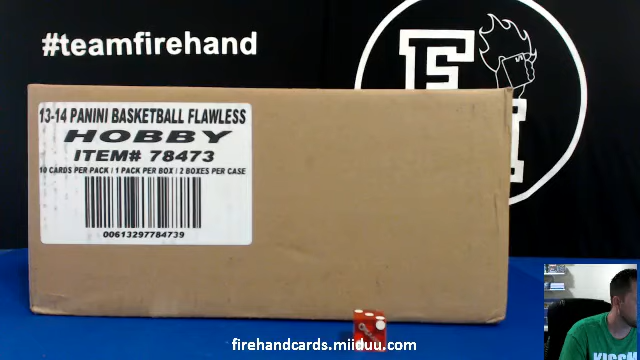 #teamfirehand
F
H
13-14 PANINI BASKETBALL FLAWLESS
HOBBY
ITEM# 78473
10 CARDS PER PACK / 1 PACK PER BOX / 2 BOXES PER CASE
00613297784739
firehandcards.miiduu.com